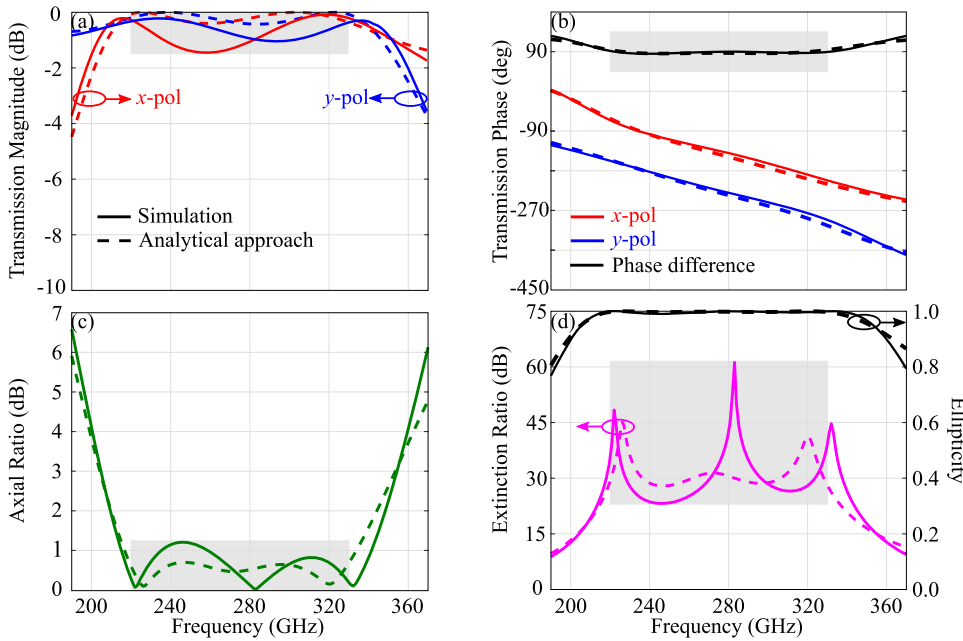 (a)
0
-2
-4
-6
-8
-10
Transmission Magnitude (dB)
x-pol
y-pol
Simulation
Analytical approach
(b)
90
-90
-270
-450
Transmission Phase (deg)
x-pol
y-pol
Phase difference
(c)
7
6
5
4
3
2
1
0
Axial Ratio (dB)
200
240
280
320
360
Frequency (GHz)
(d)
75
60
45
30
15
0
Extinction Ratio (dB)
1.0
0.8
0.6
0.4
0.2
0.0
Ellipticity
200
240
280
320
360
Frequency (GHz)